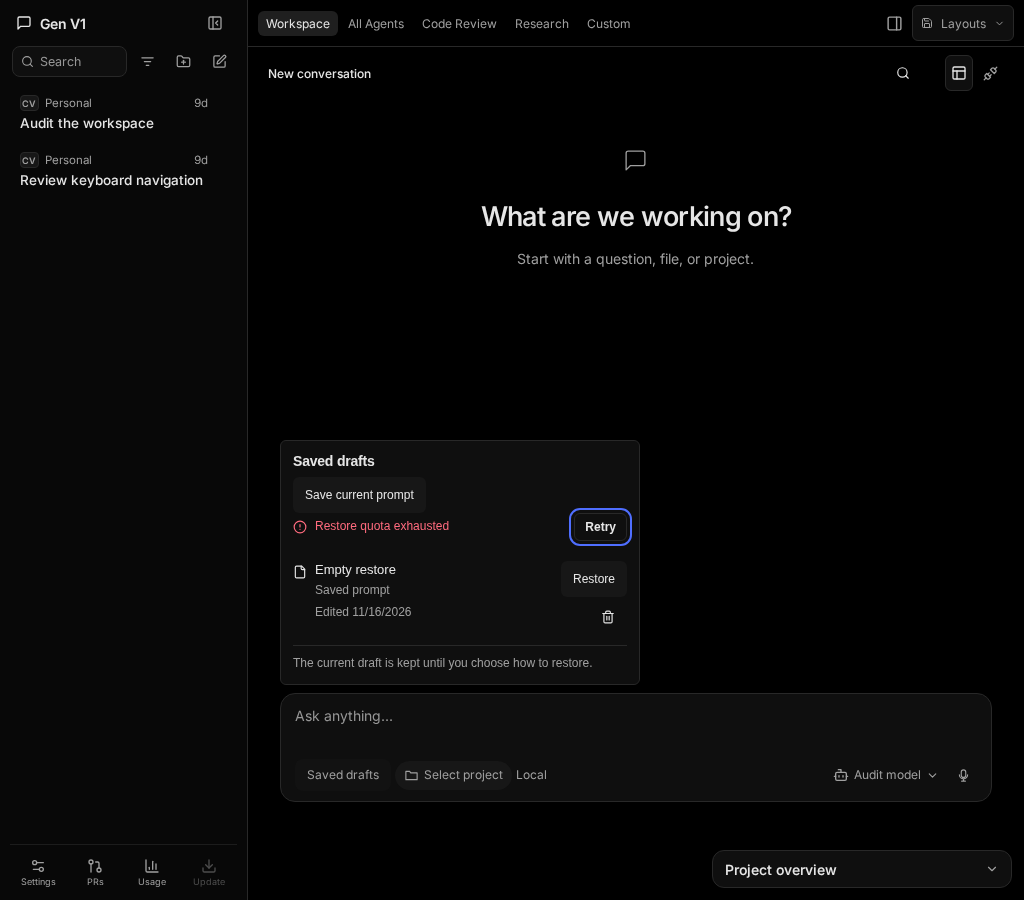 Gen V1
Search
CV Personal 9d
Audit the workspace
CV Personal 9d
Review keyboard navigation
Settings
PRs
Usage
Update
Workspace
All Agents
Code Review
Research
Custom
Layouts
New conversation
What are we working on?
Start with a question, file, or project.
Saved drafts
Save current prompt
Restore quota exhausted
Retry
Empty restore
Restore
Saved prompt
Edited 11/16/2026
The current draft is kept until you choose how to restore.
Ask anything...
Saved drafts
Select project
Local
Audit model
Project overview